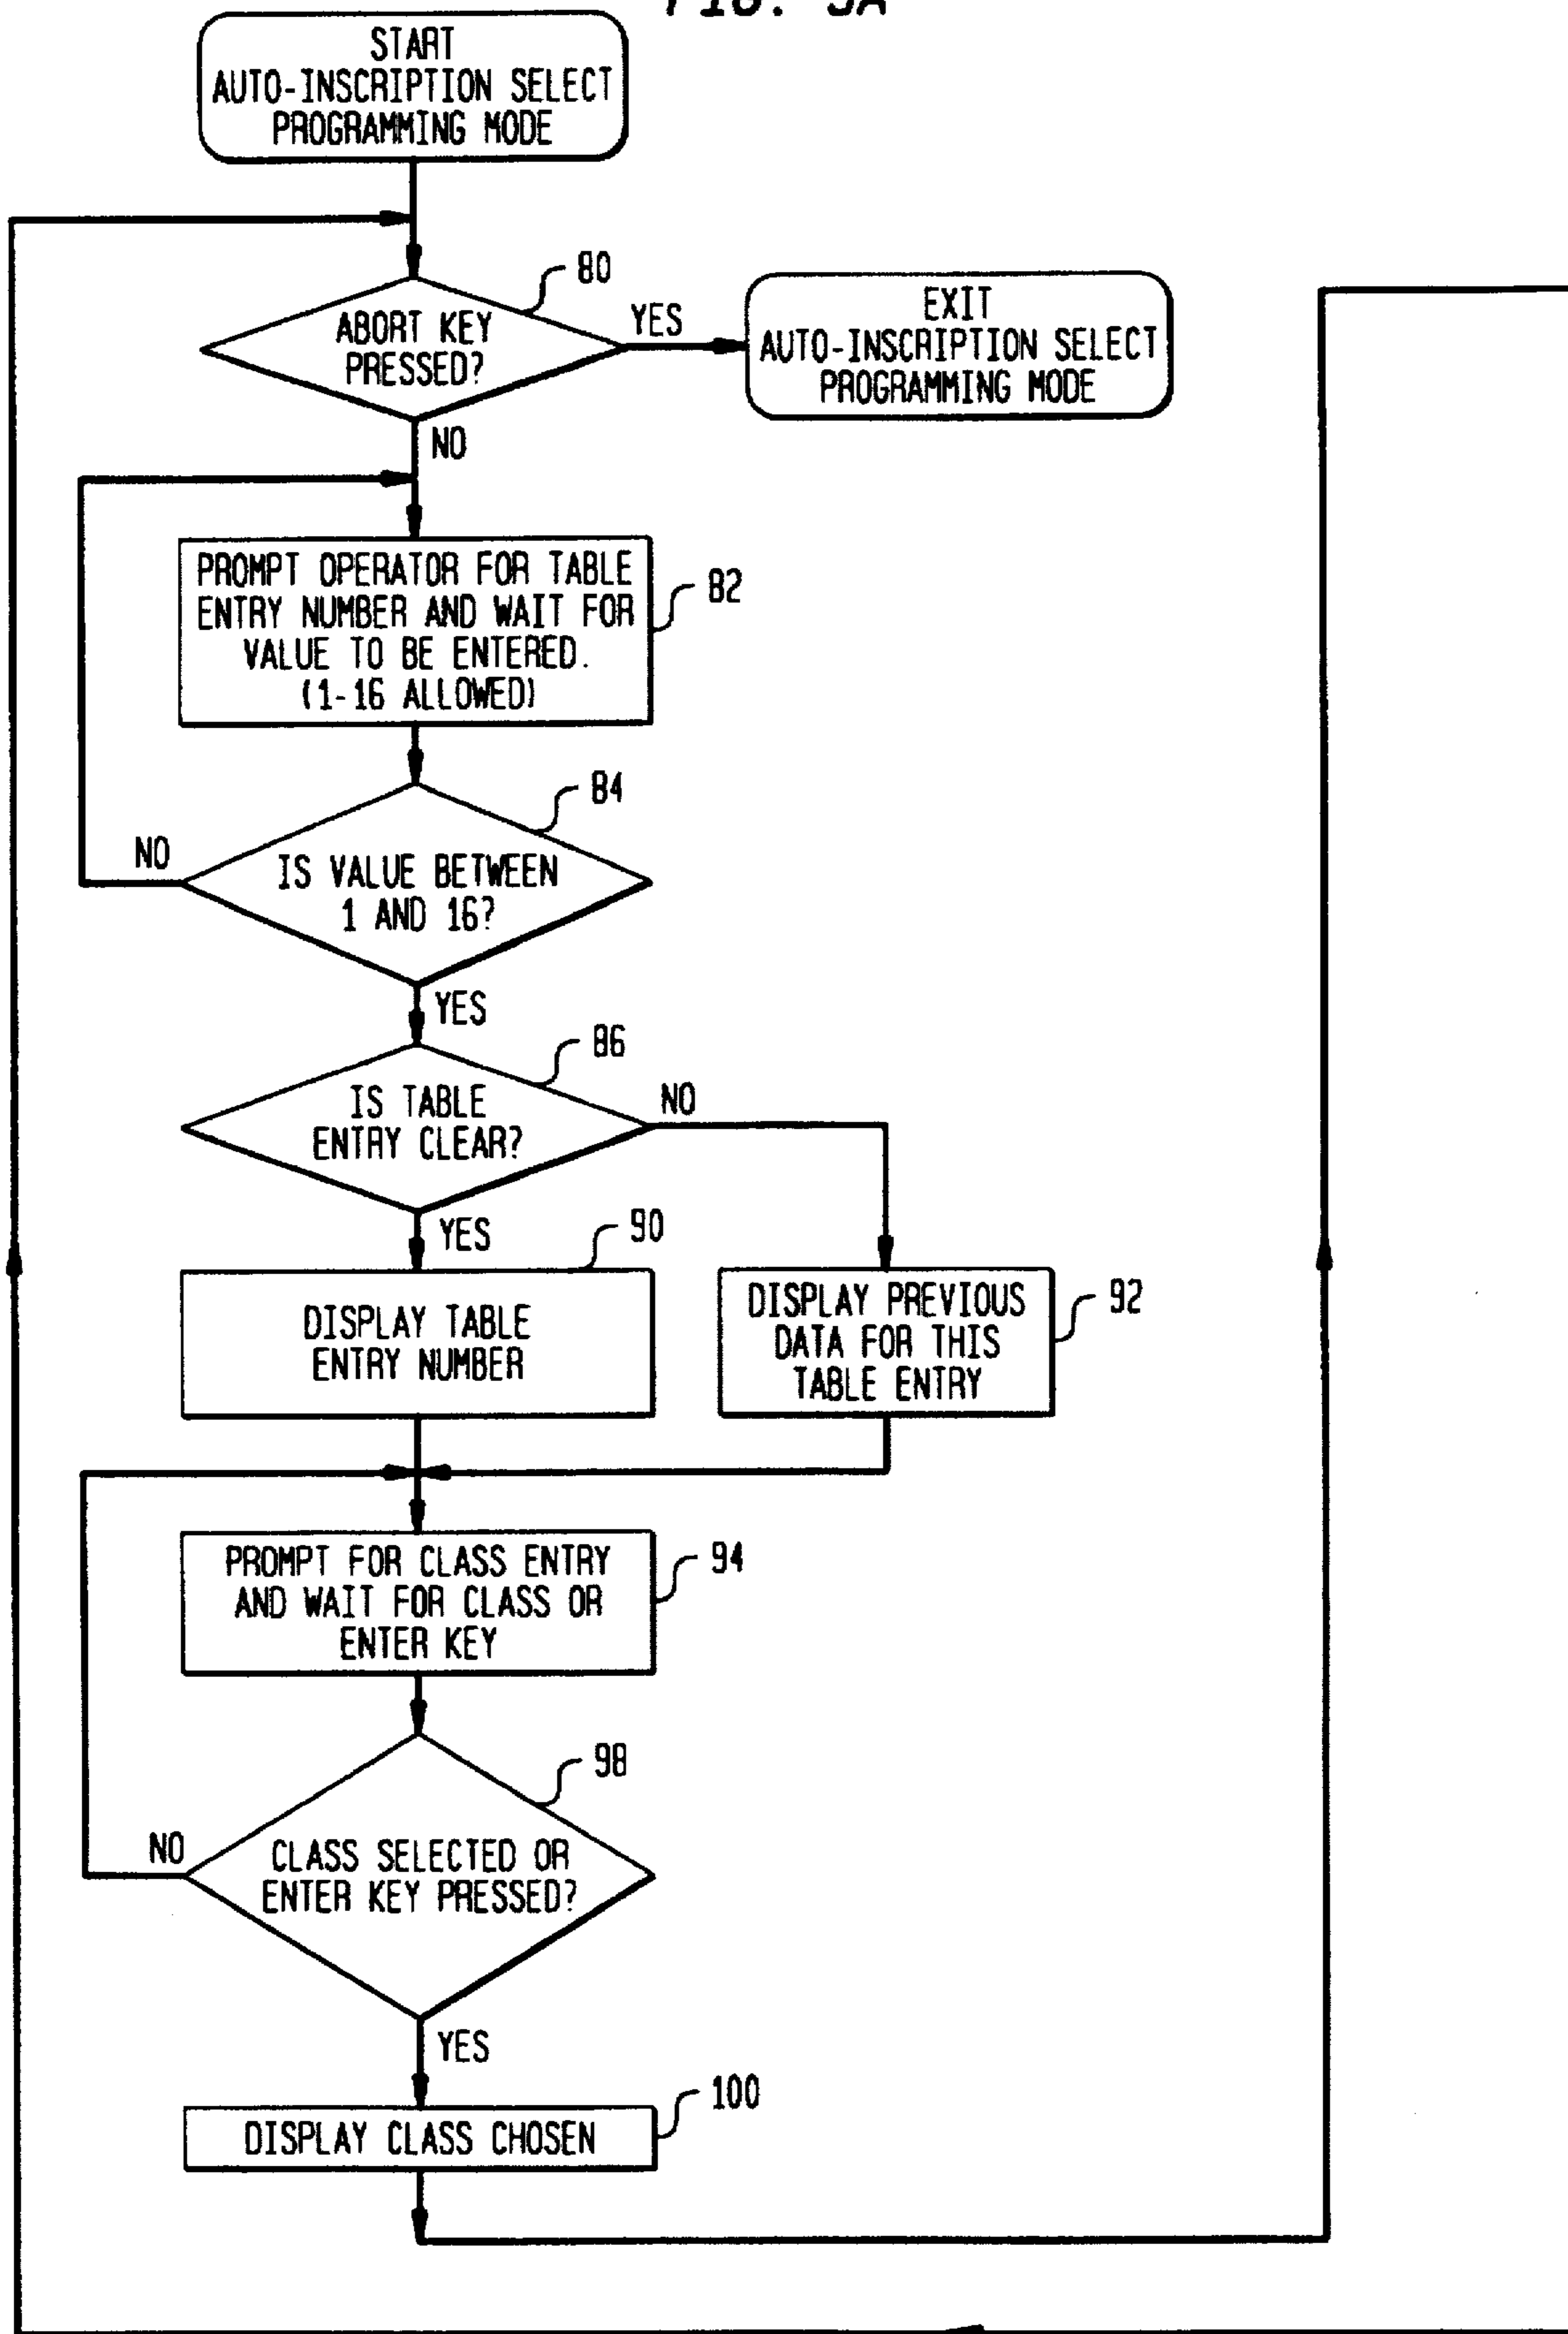 START
AUTO-INSCRIPTION SELECT
PROGRAMMING MODE
80
ABORT KEY
PRESSED?
YES
EXIT
AUTO-INSCRIPTION SELECT
PROGRAMMING MODE
NO
PROMPT OPERATOR FOR TABLE
ENTRY NUMBER AND WAIT FOR
VALUE TO BE ENTERED.
(1-16 ALLOWED)
82
84
NO
IS VALUE BETWEEN
1 AND 16?
YES
86
IS TABLE
ENTRY CLEAR?
NO
YES
90
DISPLAY TABLE
ENTRY NUMBER
DISPLAY PREVIOUS
DATA FOR THIS
TABLE ENTRY
92
PROMPT FOR CLASS ENTRY
AND WAIT FOR CLASS OR
ENTER KEY
94
98
NO
CLASS SELECTED OR
ENTER KEY PRESSED?
YES
100
DISPLAY CLASS CHOSEN